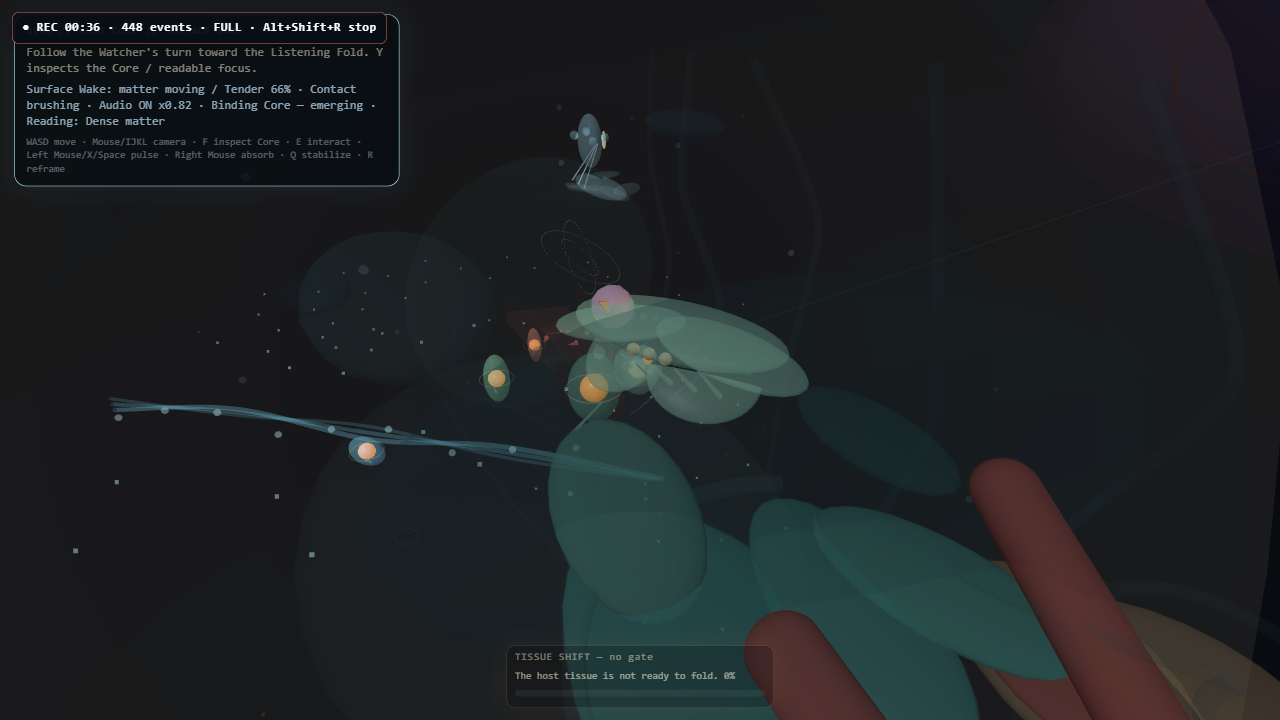 ● REC 00:36 · 448 events · FULL · Alt+Shift+R stop
Follow the Watcher's turn toward the Listening Fold. Y
inspects the Core / readable focus.
Surface Wake: matter moving / Tender 66% · Contact
brushing · Audio ON x0.82 · Binding Core — emerging ·
Reading: Dense matter
WASD move · Mouse/IJKL camera · F inspect Core · E interact ·
Left Mouse/X/Space pulse · Right Mouse absorb · Q stabilize · R
reframe
TISSUE SHIFT — no gate
The host tissue is not ready to fold. 0%